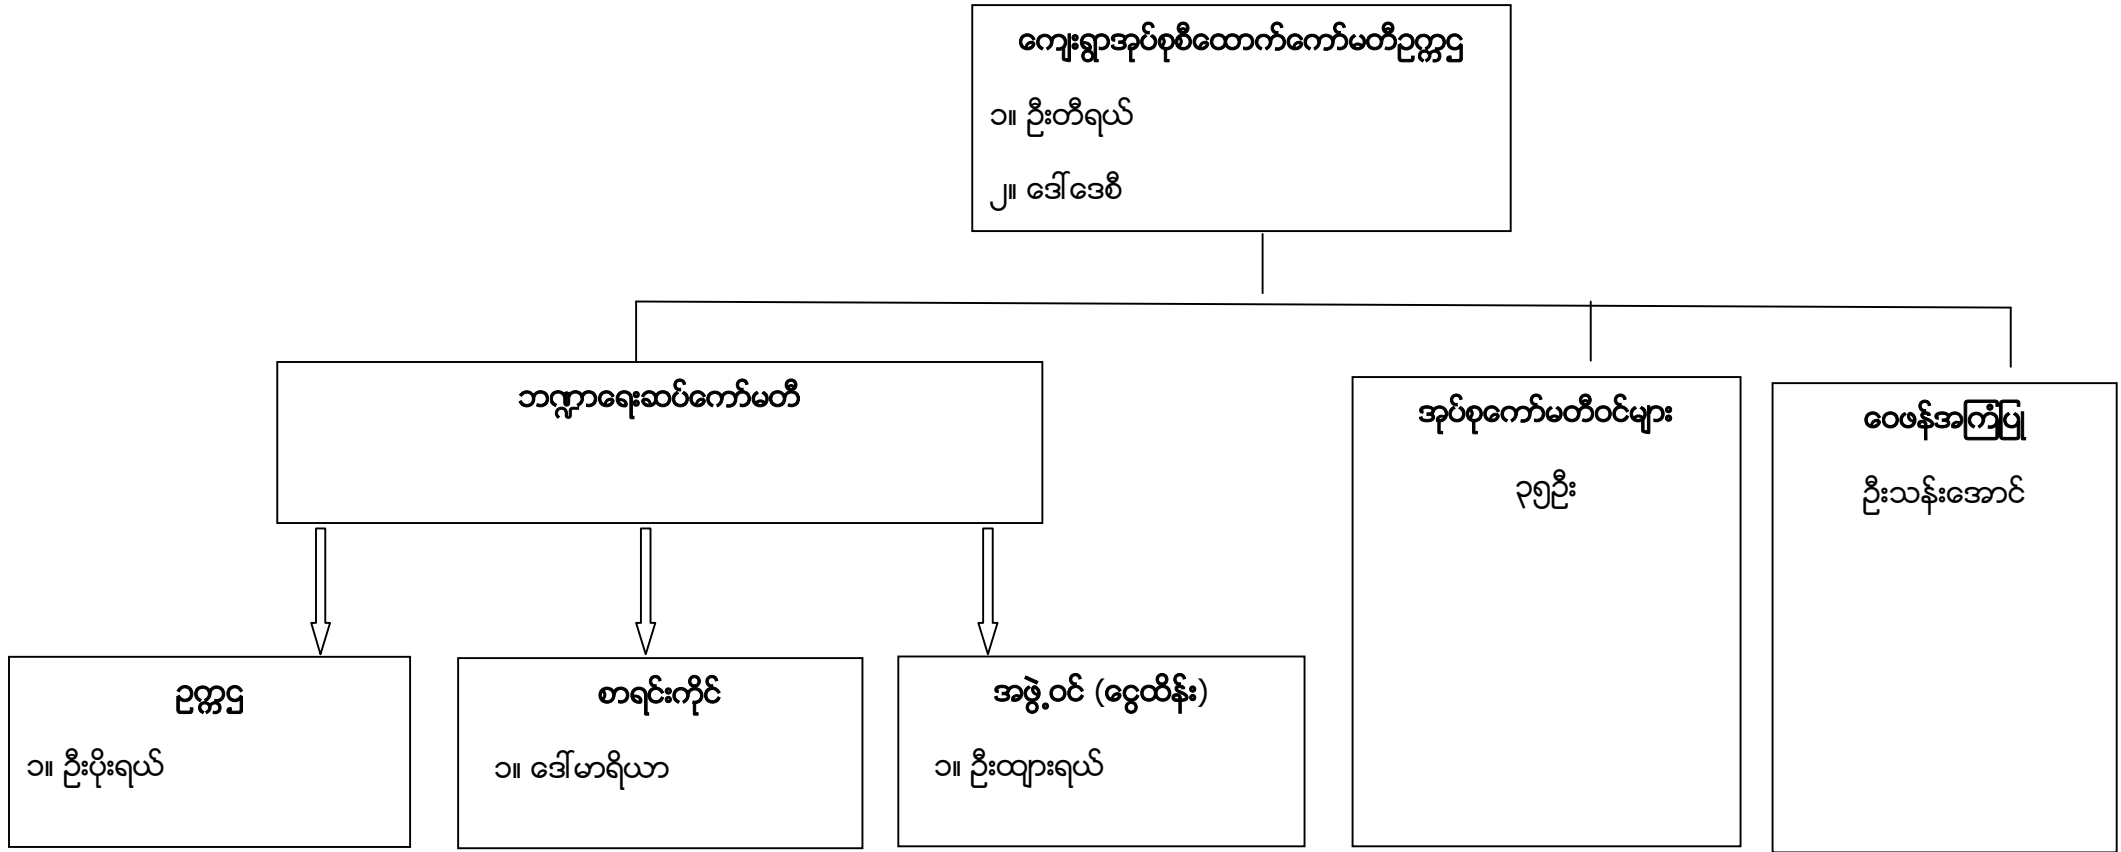 ကျေးရွာအုပ်စုစီထောက်ကော်မတီဥက္ကဌ
၁။ ဦးတီရယ်
၂။ ဒေါ်ဒေစီ
ဘဏ္ဍာရေးဆပ်ကော်မတီ
အုပ်စုကော်မတီဝင်များ
၃၅ဦး
ဝေဖန်အကြံပြု
ဦးသန်းအောင်
ဥက္ကဌ
၁။ ဦးပိုးရယ်
စာရင်းကိုင်
၁။ ဒေါ်မာရိယာ
အဖွဲ့ဝင် (ငွေထိန်း)
၁။ ဦးထျားရယ်